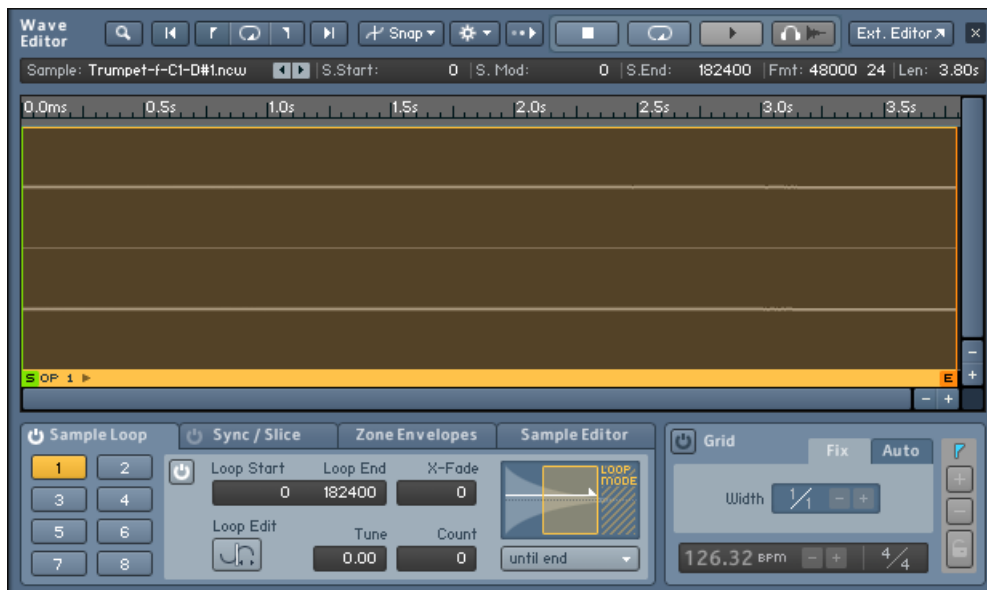 Wave Editor Snap Ext. Editor
Sample: Trumpet-f-C1-D#1.ncw S.Start: 0 S. Mod: 0 S.End: 182400 Fmt: 48000 24 Len: 3.80s
0.0ms 0.5s 1.0s 1.5s 2.0s 2.5s 3.0s 3.5s
S OP 1 E
- +
- +
Sample Loop Sync / Slice Zone Envelopes Sample Editor Grid Fix Auto
1 2 Loop Start Loop End X-Fade LOOP MODE
3 4 0 182400 0 Width 1/1 - +
5 6 Loop Edit Tune Count
7 8 0.00 0 until end 126.32 BPM - + 4/4